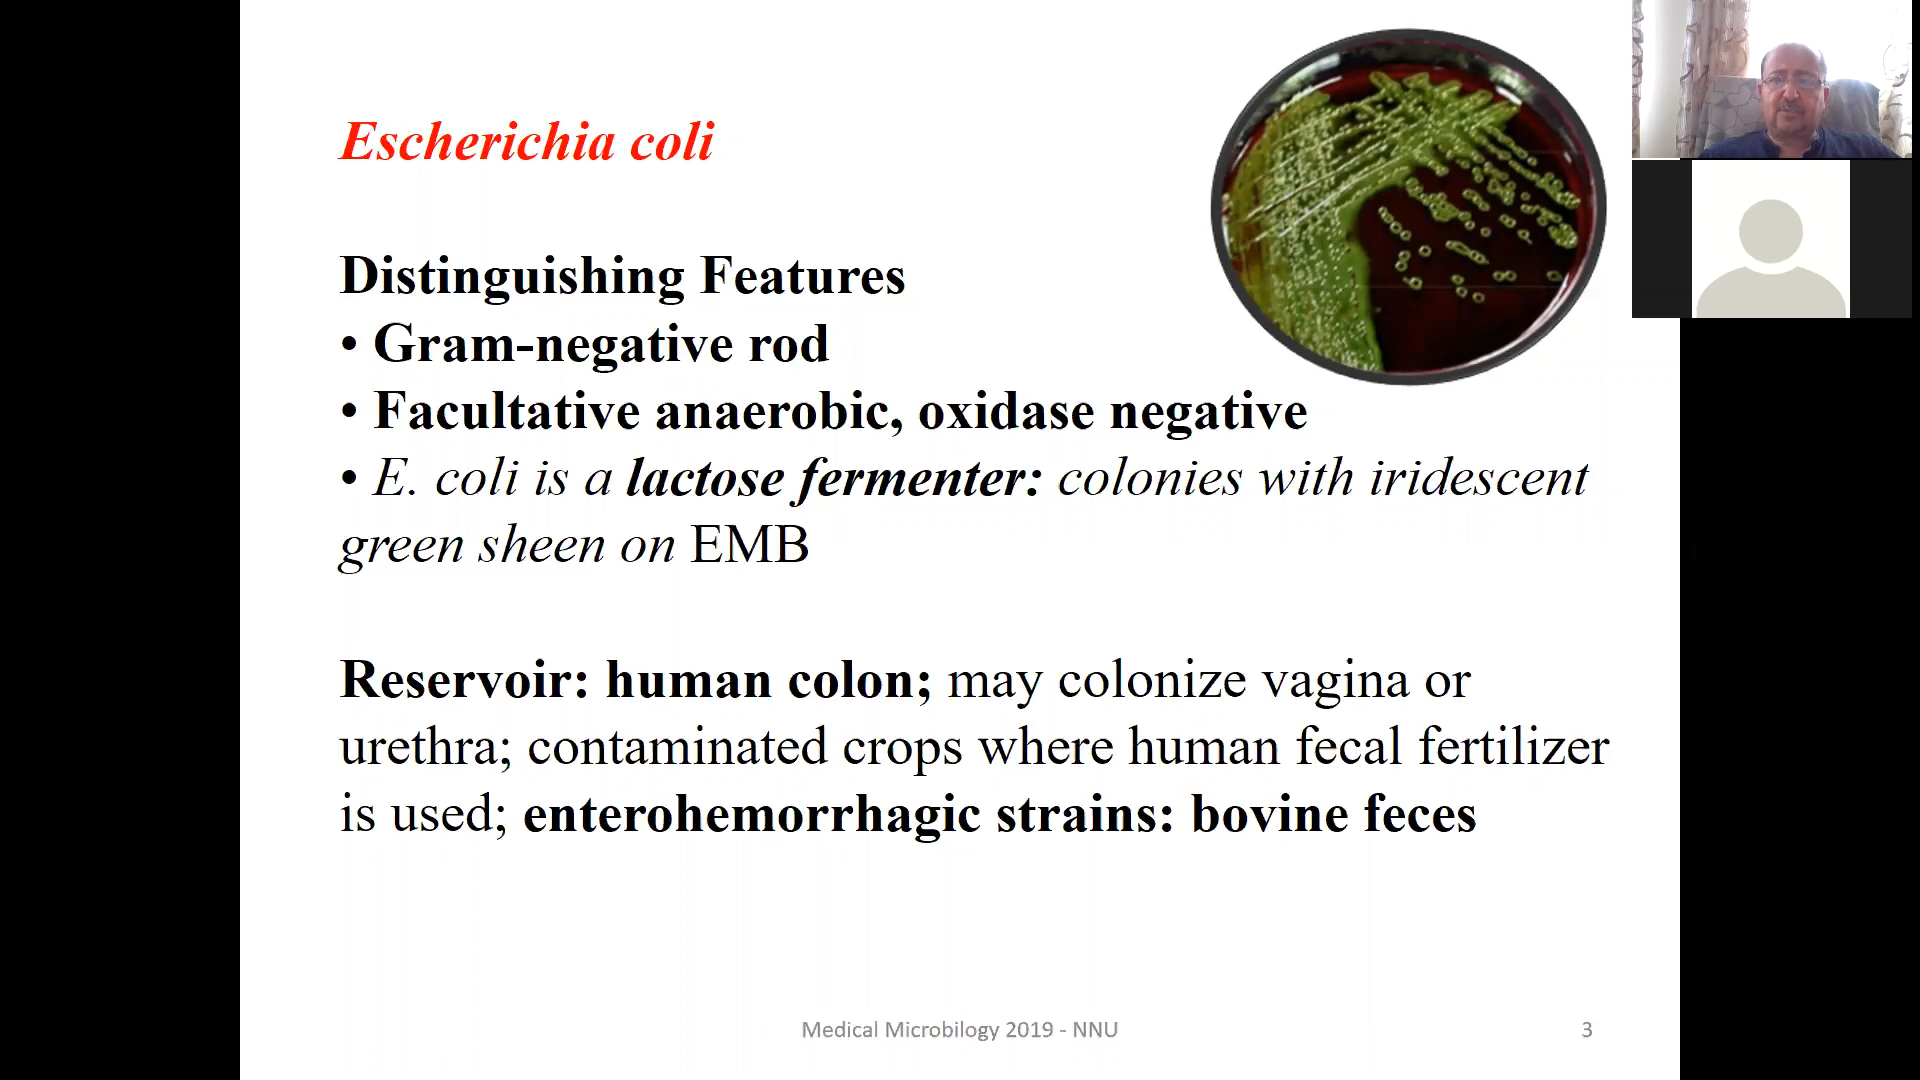 Escherichia coli
Distinguishing Features
• Gram-negative rod
• Facultative anaerobic, oxidase negative
• E. coli is a lactose fermenter: colonies with iridescent
green sheen on EMB
Reservoir: human colon; may colonize vagina or
urethra; contaminated crops where human fecal fertilizer
is used; enterohemorrhagic strains: bovine feces
Medical Microbilogy 2019 - NNU
3